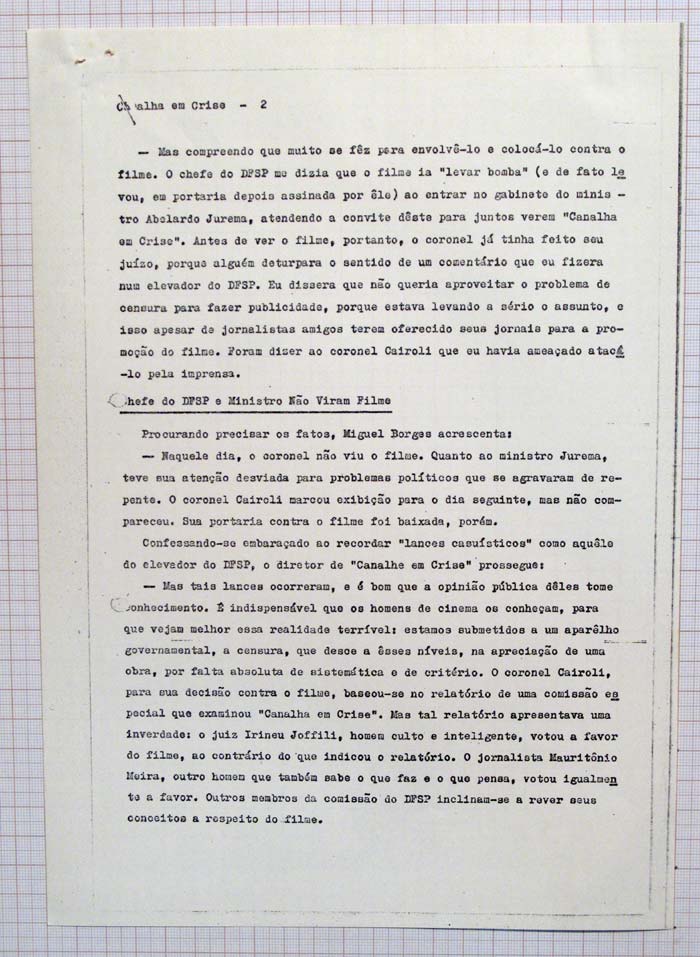 Canalha em Crise - 2
— Mas compreendo que muito se fêz para envolvê-lo e colocá-lo contra o
filme. O chefe do DFSP me dizia que o filme ia "levar bomba" (e de fato le
vou, em portaria depois assinada por êle) ao entrar no gabinete do minis -
tro Abelardo Jurema, atendendo a convite dêste para juntos verem "Canalha
em Crise". Antes de ver o filme, portanto, o coronel já tinha feito seu
juízo, porque alguém deturpara o sentido de um comentário que eu fizera
num elevador do DFSP. Eu dissera que não queria aproveitar o problema de
censura para fazer publicidade, porque estava levando a sério o assunto, e
isso apesar de jornalistas amigos terem oferecido seus jornais para a pro-
moção do filme. Foram dizer ao coronel Cairoli que eu havia ameaçado atacá
-lo pela imprensa.
Chefe do DFSP e Ministro Não Viram Filme
Procurando precisar os fatos, Miguel Borges acrescenta:
— Naquele dia, o coronel não viu o filme. Quanto ao ministro Jurema,
teve sua atenção desviada para problemas políticos que se agravaram de re-
pente. O coronel Cairoli marcou exibição para o dia seguinte, mas não com-
pareceu. Sua portaria contra o filme foi baixada, porém.
Confessando-se embaraçado ao recordar "lances casuísticos" como aquêle
do elevador do DFSP, o diretor de "Canalhe em Crise" prossegue:
— Mas tais lances ocorreram, e é bom que a opinião pública dêles tome
conhecimento. É indispensável que os homens de cinema os conheçam, para
que vejam melhor essa realidade terrível: estamos submetidos a um aparêlho
governamental, a censura, que desce a êsses níveis, na apreciação de uma
obra, por falta absoluta de sistemática e de critério. O coronel Cairoli,
para sua decisão contra o filme, baseou-se no relatório de uma comissão es
pecial que examinou "Canalha em Crise". Mas tal relatório apresentava uma
inverdade: o juiz Irineu Joffili, homem culto e inteligente, votou a favor
do filme, ao contrário do que indicou o relatório. O jornalista Mauritônio
Meira, outro homem que também sabe o que faz e o que pensa, votou igualmen
te a favor. Outros membros da comissão do DFSP inclinam-se a rever seus
conceitos a respeito do filme.